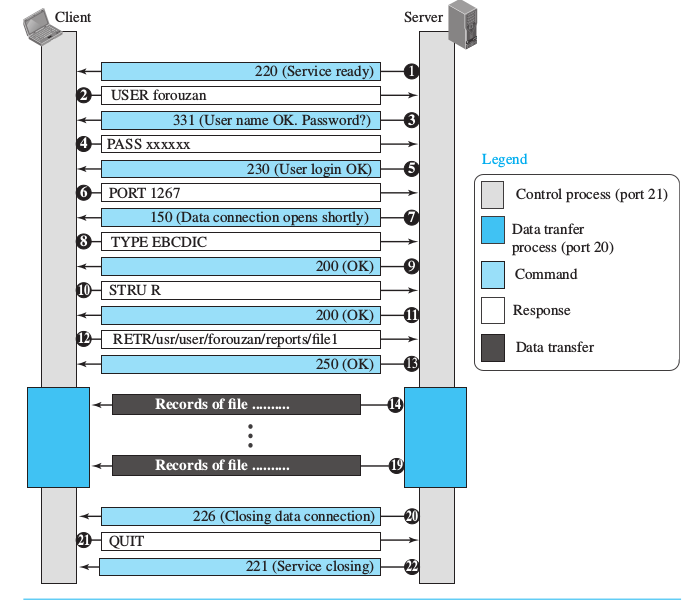 Client
Server
1
220 (Service ready)
2
USER forouzan
3
331 (User name OK. Password?)
4
PASS xxxxxx
5
230 (User login OK)
6
PORT 1267
7
150 (Data connection opens shortly)
8
TYPE EBCDIC
9
200 (OK)
10
STRU R
11
200 (OK)
12
RETR/usr/user/forouzan/reports/file1
13
250 (OK)
14
Records of file ..........
19
Records of file ..........
20
226 (Closing data connection)
21
QUIT
22
221 (Service closing)
Legend
Control process (port 21)
Data tranfer
process (port 20)
Command
Response
Data transfer